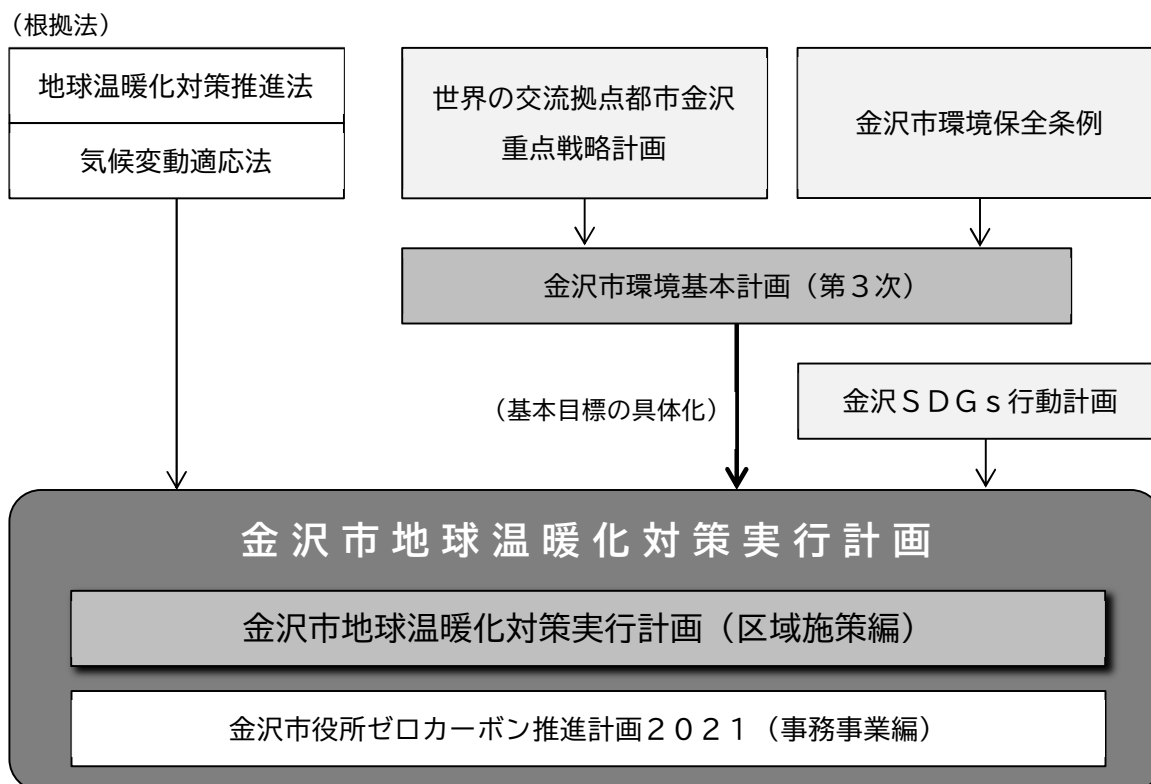 （根拠法）
地球温暖化対策推進法
気候変動適応法
世界の交流拠点都市金沢
重点戦略計画
金沢市環境保全条例
金沢市環境基本計画（第３次）
（基本目標の具体化）
金沢ＳＤＧｓ行動計画
金沢市地球温暖化対策実行計画
金沢市地球温暖化対策実行計画（区域施策編）
金沢市役所ゼロカーボン推進計画２０２１（事務事業編）